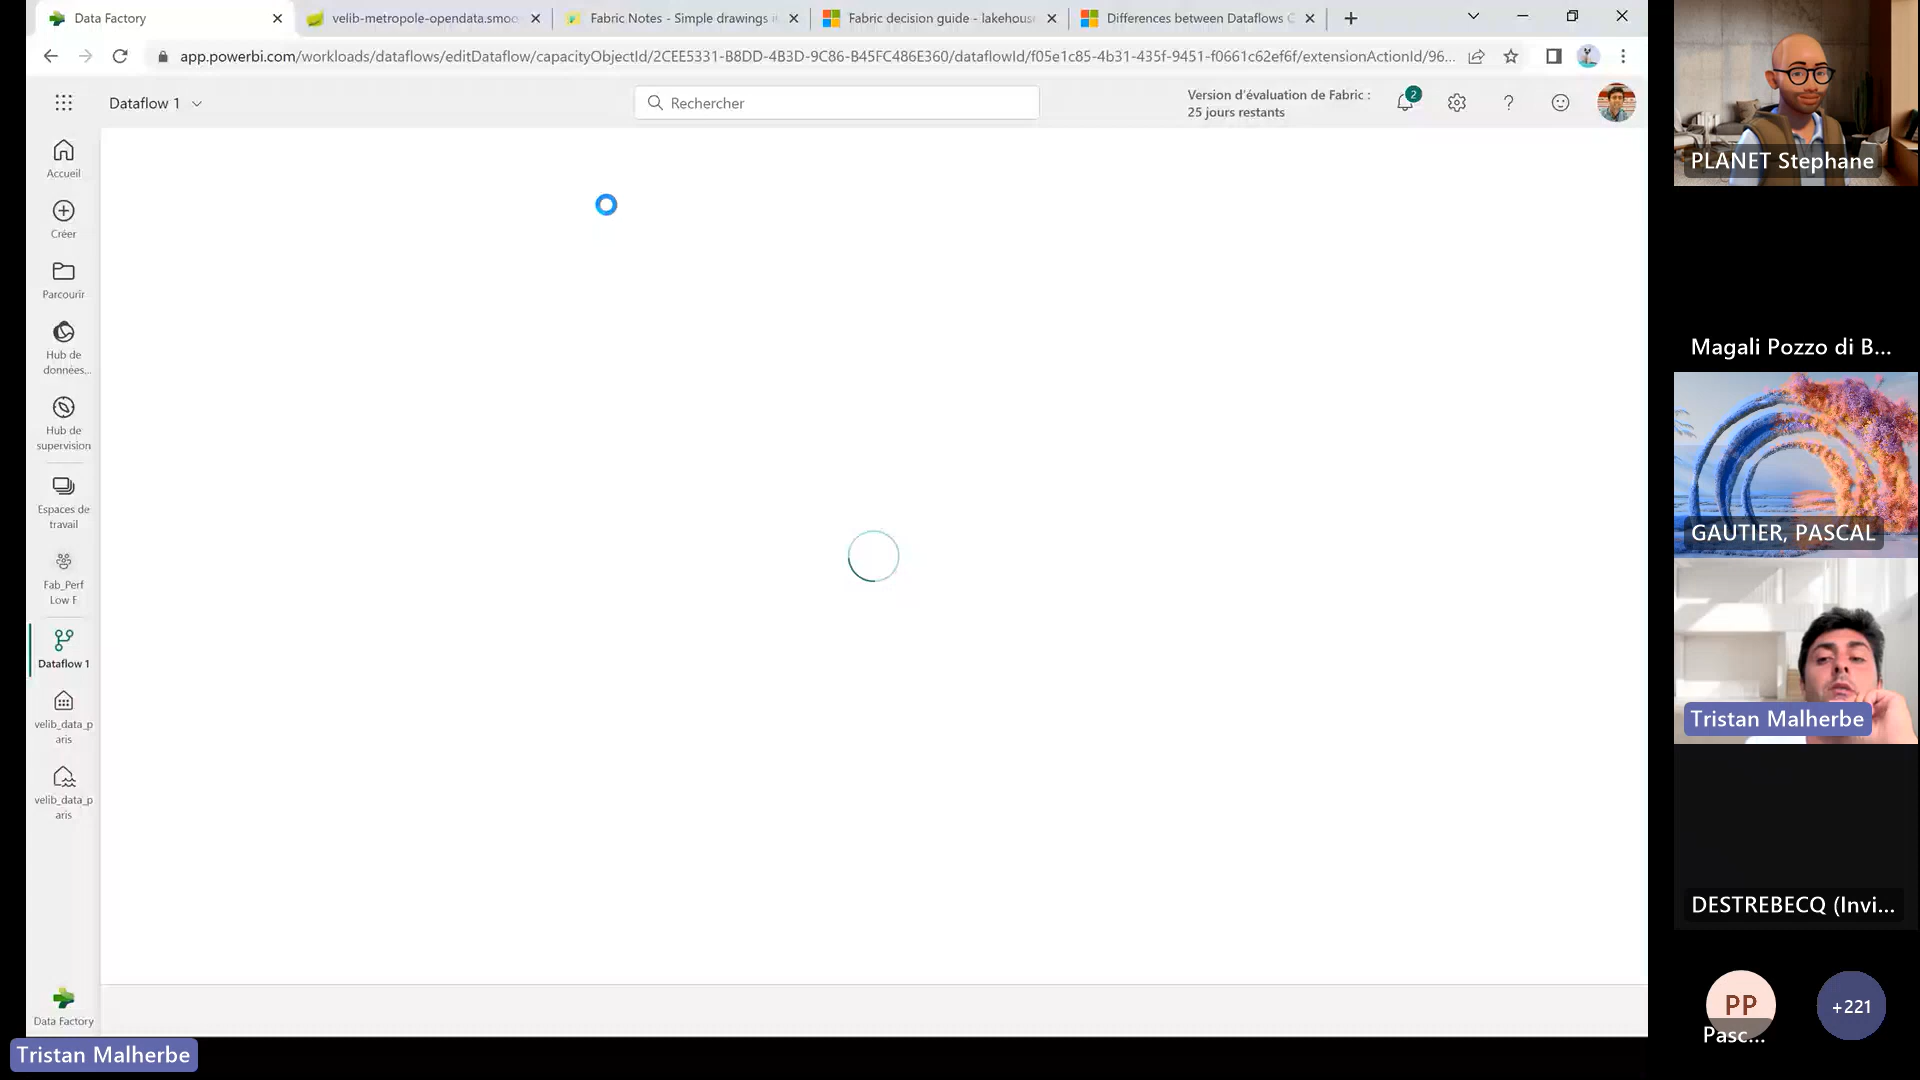 Data Factory
velib-metropole-opendata.smoo
Fabric Notes - Simple drawings i
Fabric decision guide - lakehouse
Differences between Dataflows G
app.powerbi.com/workloads/dataflows/editDataflow/capacityObjectId/2CEE5331-B8DD-4B3D-9C86-B45FC486E360/dataflowId/f05e1c85-4b31-435f-9451-f0661c62ef6f/extensionActionId/96...
Dataflow 1
Rechercher
Version d'évaluation de Fabric :
25 jours restants
2
Accueil
Créer
Parcourir
Hub de
données...
Hub de
supervision
Espaces de
travail
Fab_Perf
Low F
Dataflow 1
velib_data_p
aris
velib_data_p
aris
Data Factory
Tristan Malherbe
PLANET Stephane
Magali Pozzo di B...
GAUTIER, PASCAL
Tristan Malherbe
DESTREBECQ (Invi...
PP
Pasc...
+221